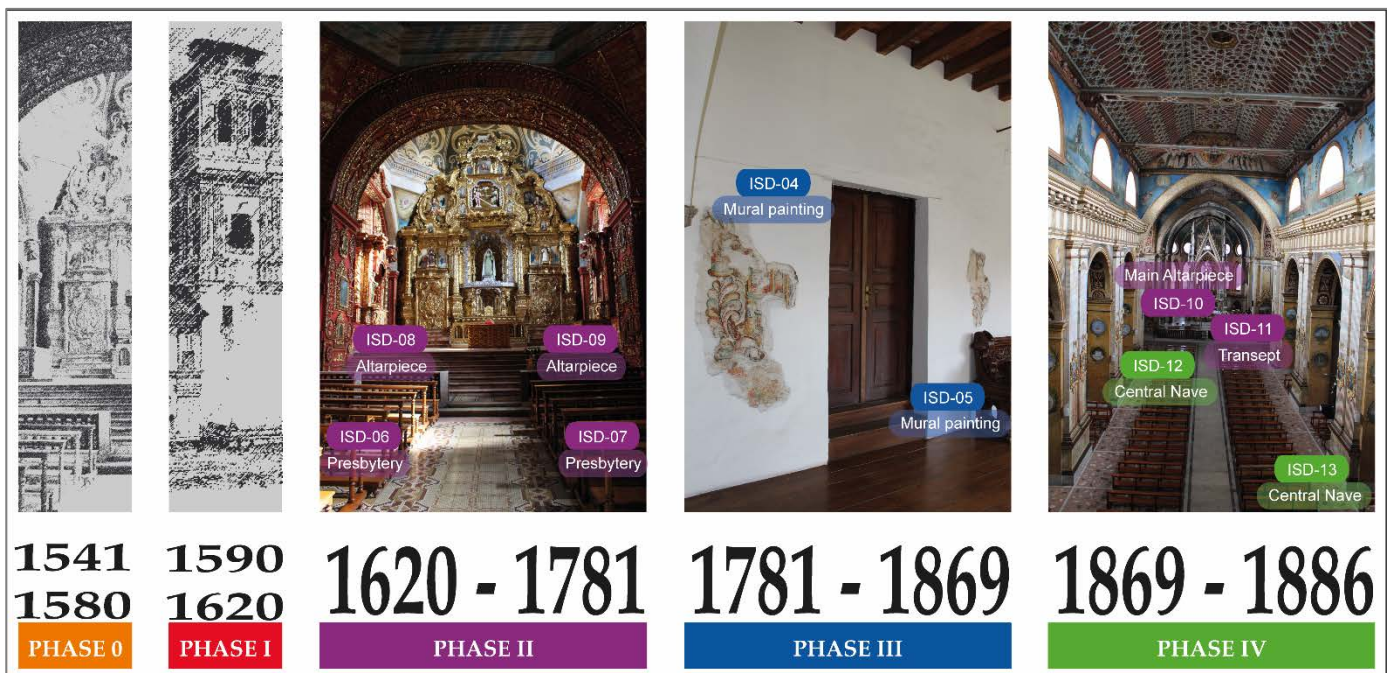 ISD-08
Altarpiece
ISD-09
Altarpiece
ISD-06
Presbytery
ISD-07
Presbytery
ISD-04
Mural painting
ISD-05
Mural painting
Main Altarpiece
ISD-10
ISD-11
Transept
ISD-12
Central Nave
ISD-13
Central Nave
1541
1580
PHASE 0
1590
1620
PHASE I
1620 - 1781
PHASE II
1781 - 1869
PHASE III
1869 - 1886
PHASE IV